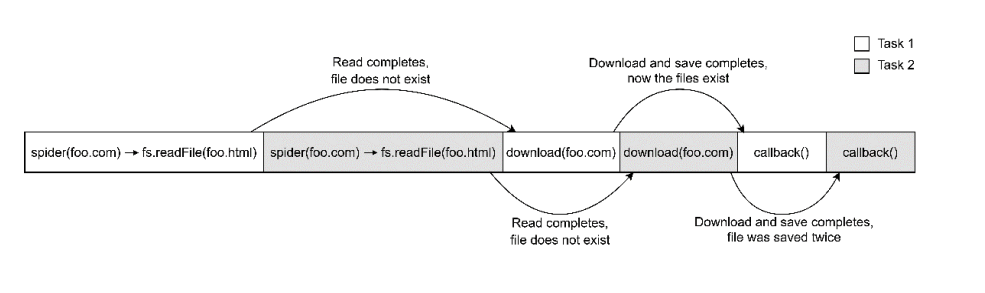 Task 1
Task 2
Read completes,
file does not exist
Download and save completes,
now the files exist
spider(foo.com) → fs.readFile(foo.html)
spider(foo.com) → fs.readFile(foo.html)
download(foo.com)
download(foo.com)
callback()
callback()
Read completes,
file does not exist
Download and save completes,
file was saved twice